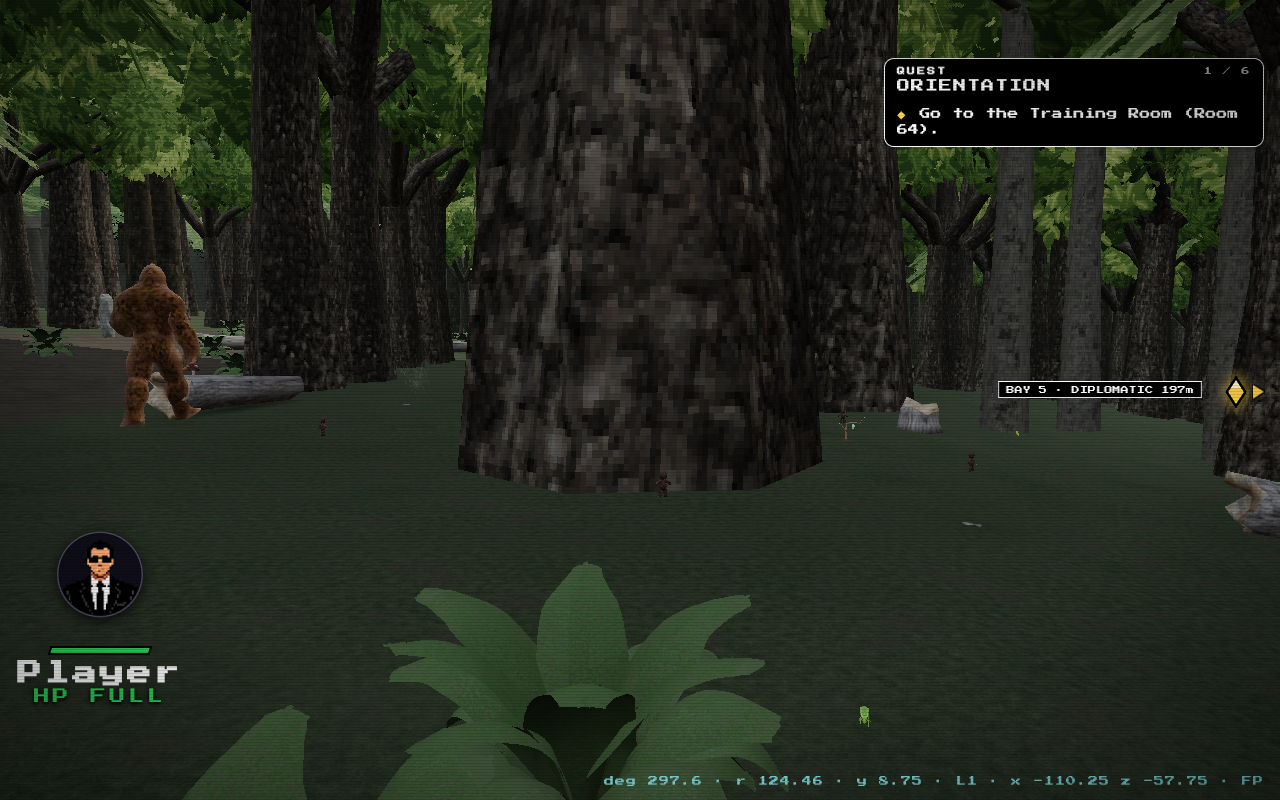 QUEST 1 / 6
ORIENTATION
◆ Go to the Training Room (Room
64).
BAY 5 · DIPLOMATIC 197m
Player
HP FULL
deg 297.6 · r 124.46 · y 8.75 · L1 · x -110.25 z -57.75 · FP